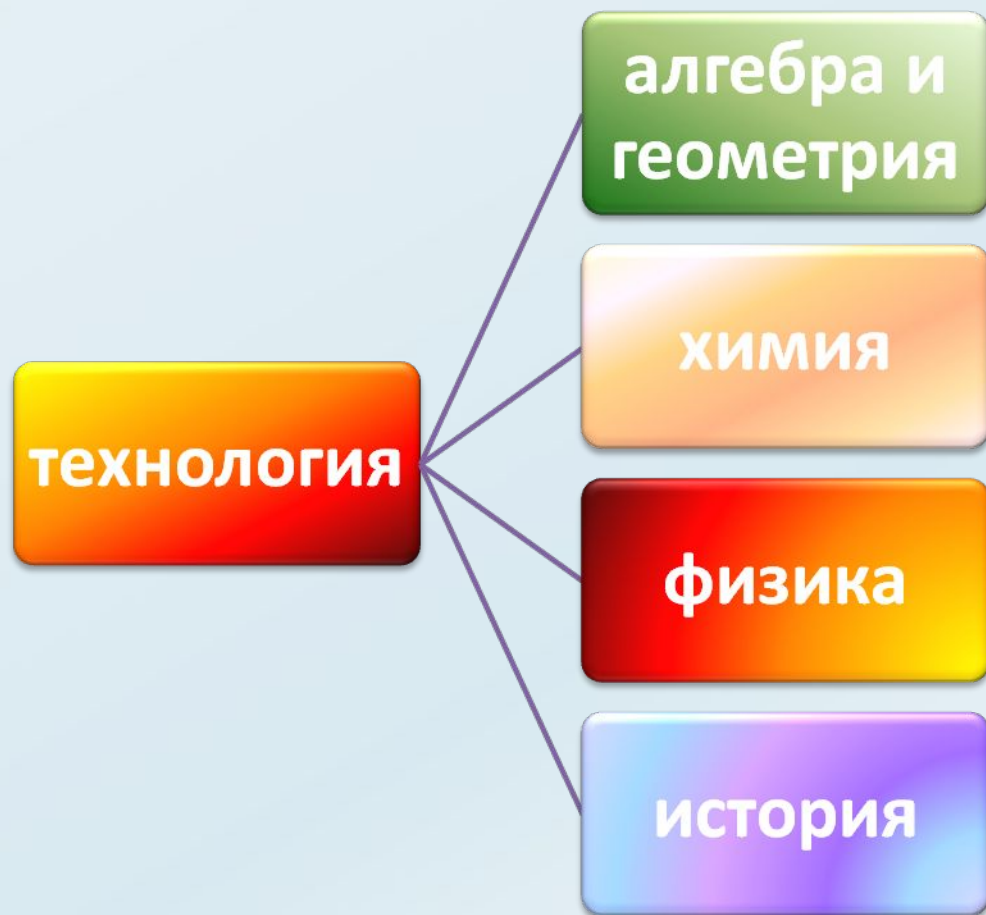 технология
алгебра и
геометрия
химия
физика
история